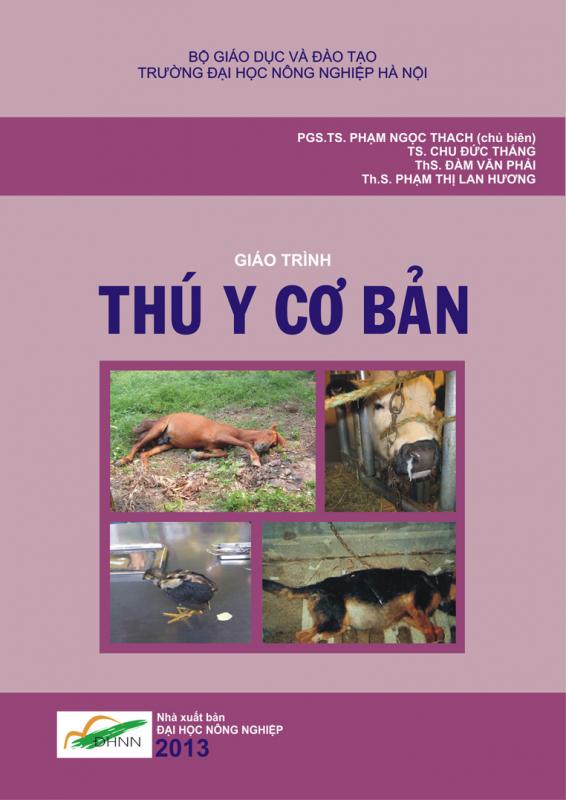 BỘ GIÁO DỤC VÀ ĐÀO TẠO
TRƯỜNG ĐẠI HỌC NÔNG NGHIỆP HÀ NỘI
PGS.TS. PHẠM NGỌC THẠCH (chủ biên)
TS. CHU ĐỨC THẮNG
ThS. ĐÀM VĂN PHẢI
Th.S. PHẠM THỊ LAN HƯƠNG
GIÁO TRÌNH
THÚ Y CƠ BẢN
ĐHNN
Nhà xuất bản
ĐẠI HỌC NÔNG NGHIỆP
2013